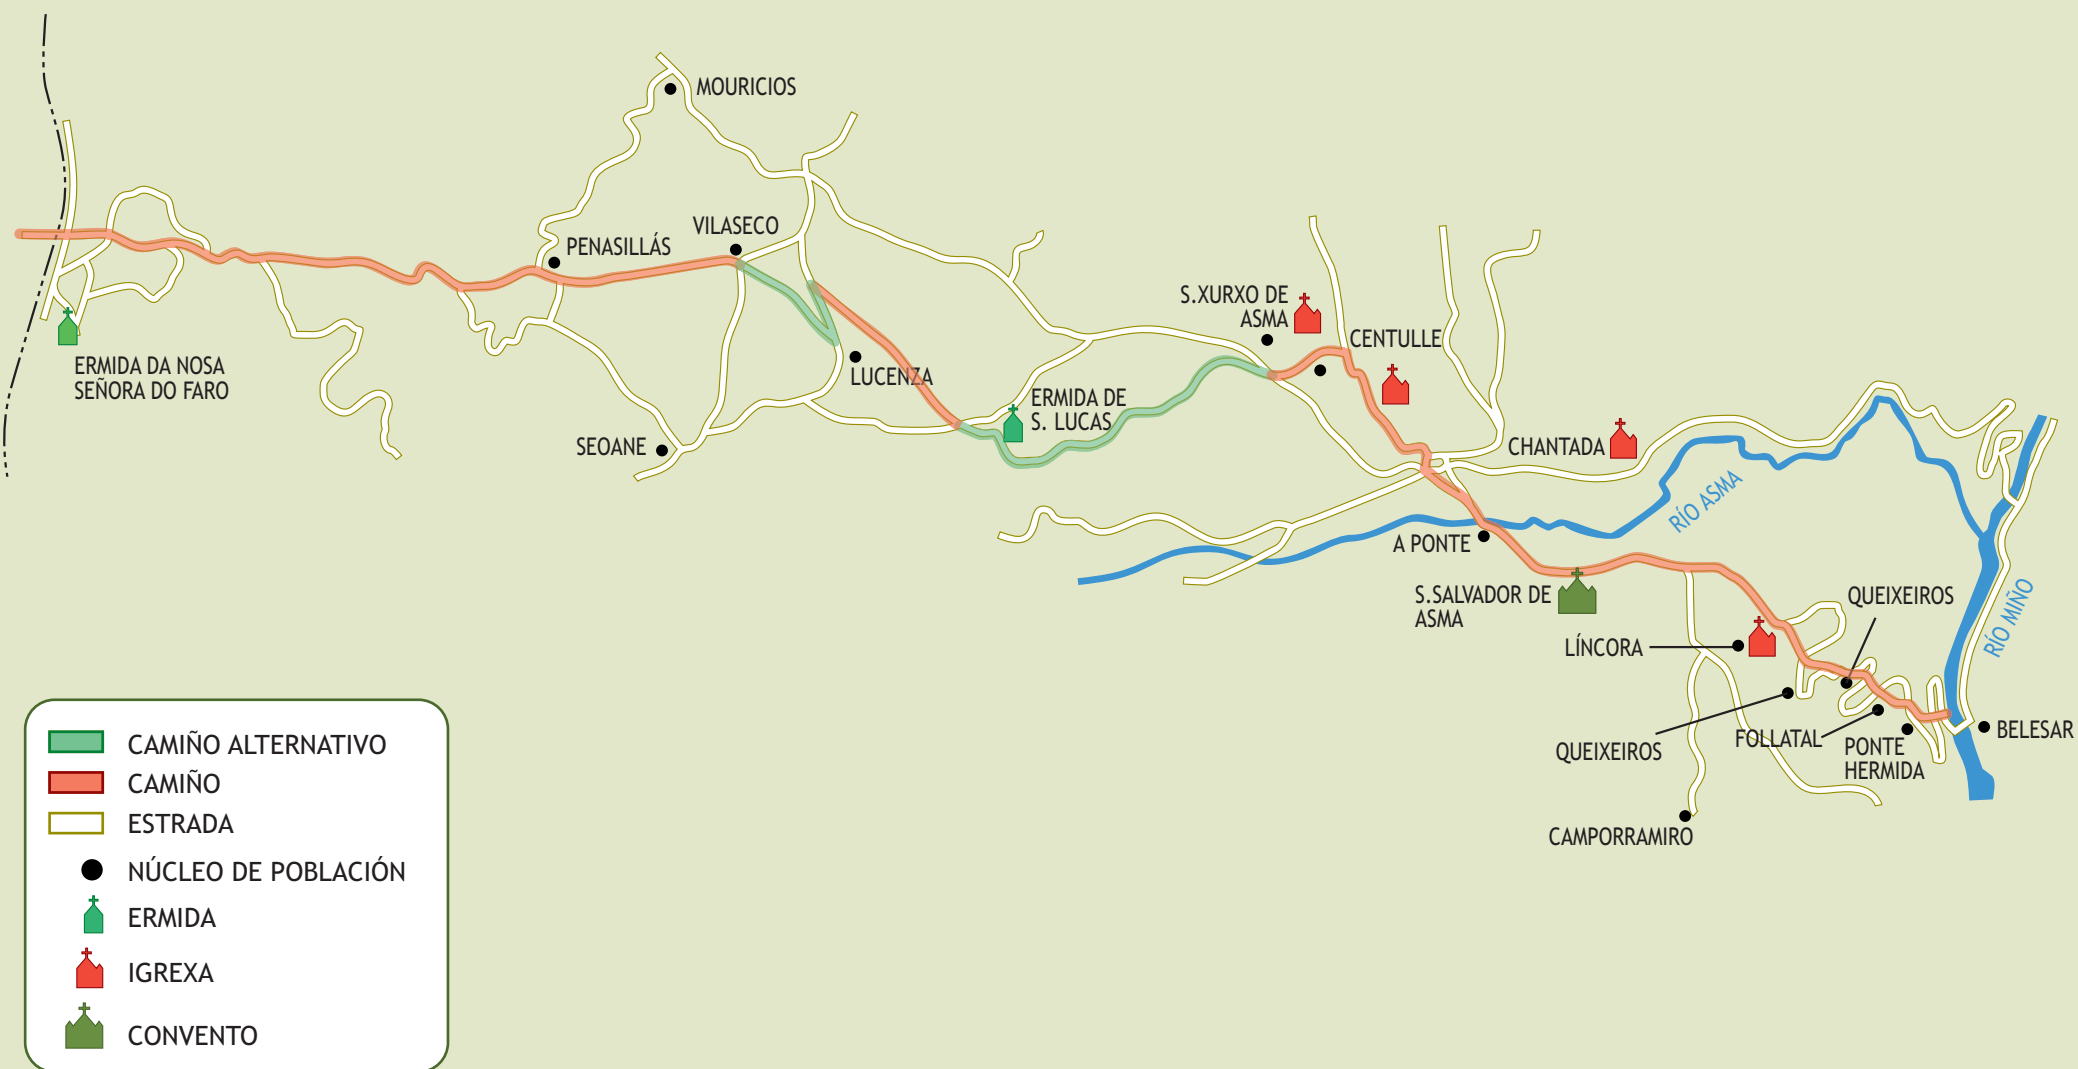 MOURICIOS
VILASECO
PENASILLÁS
S.XURXO DE
ASMA
CENTULLE
ERMIDA DA NOSA
SEÑORA DO FARO
LUCENZA
ERMIDA DE
S. LUCAS
SEOANE
CHANTADA
RÍO ASMA
A PONTE
S.SALVADOR DE
ASMA
QUEIXEIROS
RÍO MIÑO
LÍNCORA
QUEIXEIROS
FOLLATAL
PONTE
HERMIDA
BELESAR
CAMPORRAMIRO
CAMIÑO ALTERNATIVO
CAMIÑO
ESTRADA
NÚCLEO DE POBLACIÓN
ERMIDA
IGREXA
CONVENTO